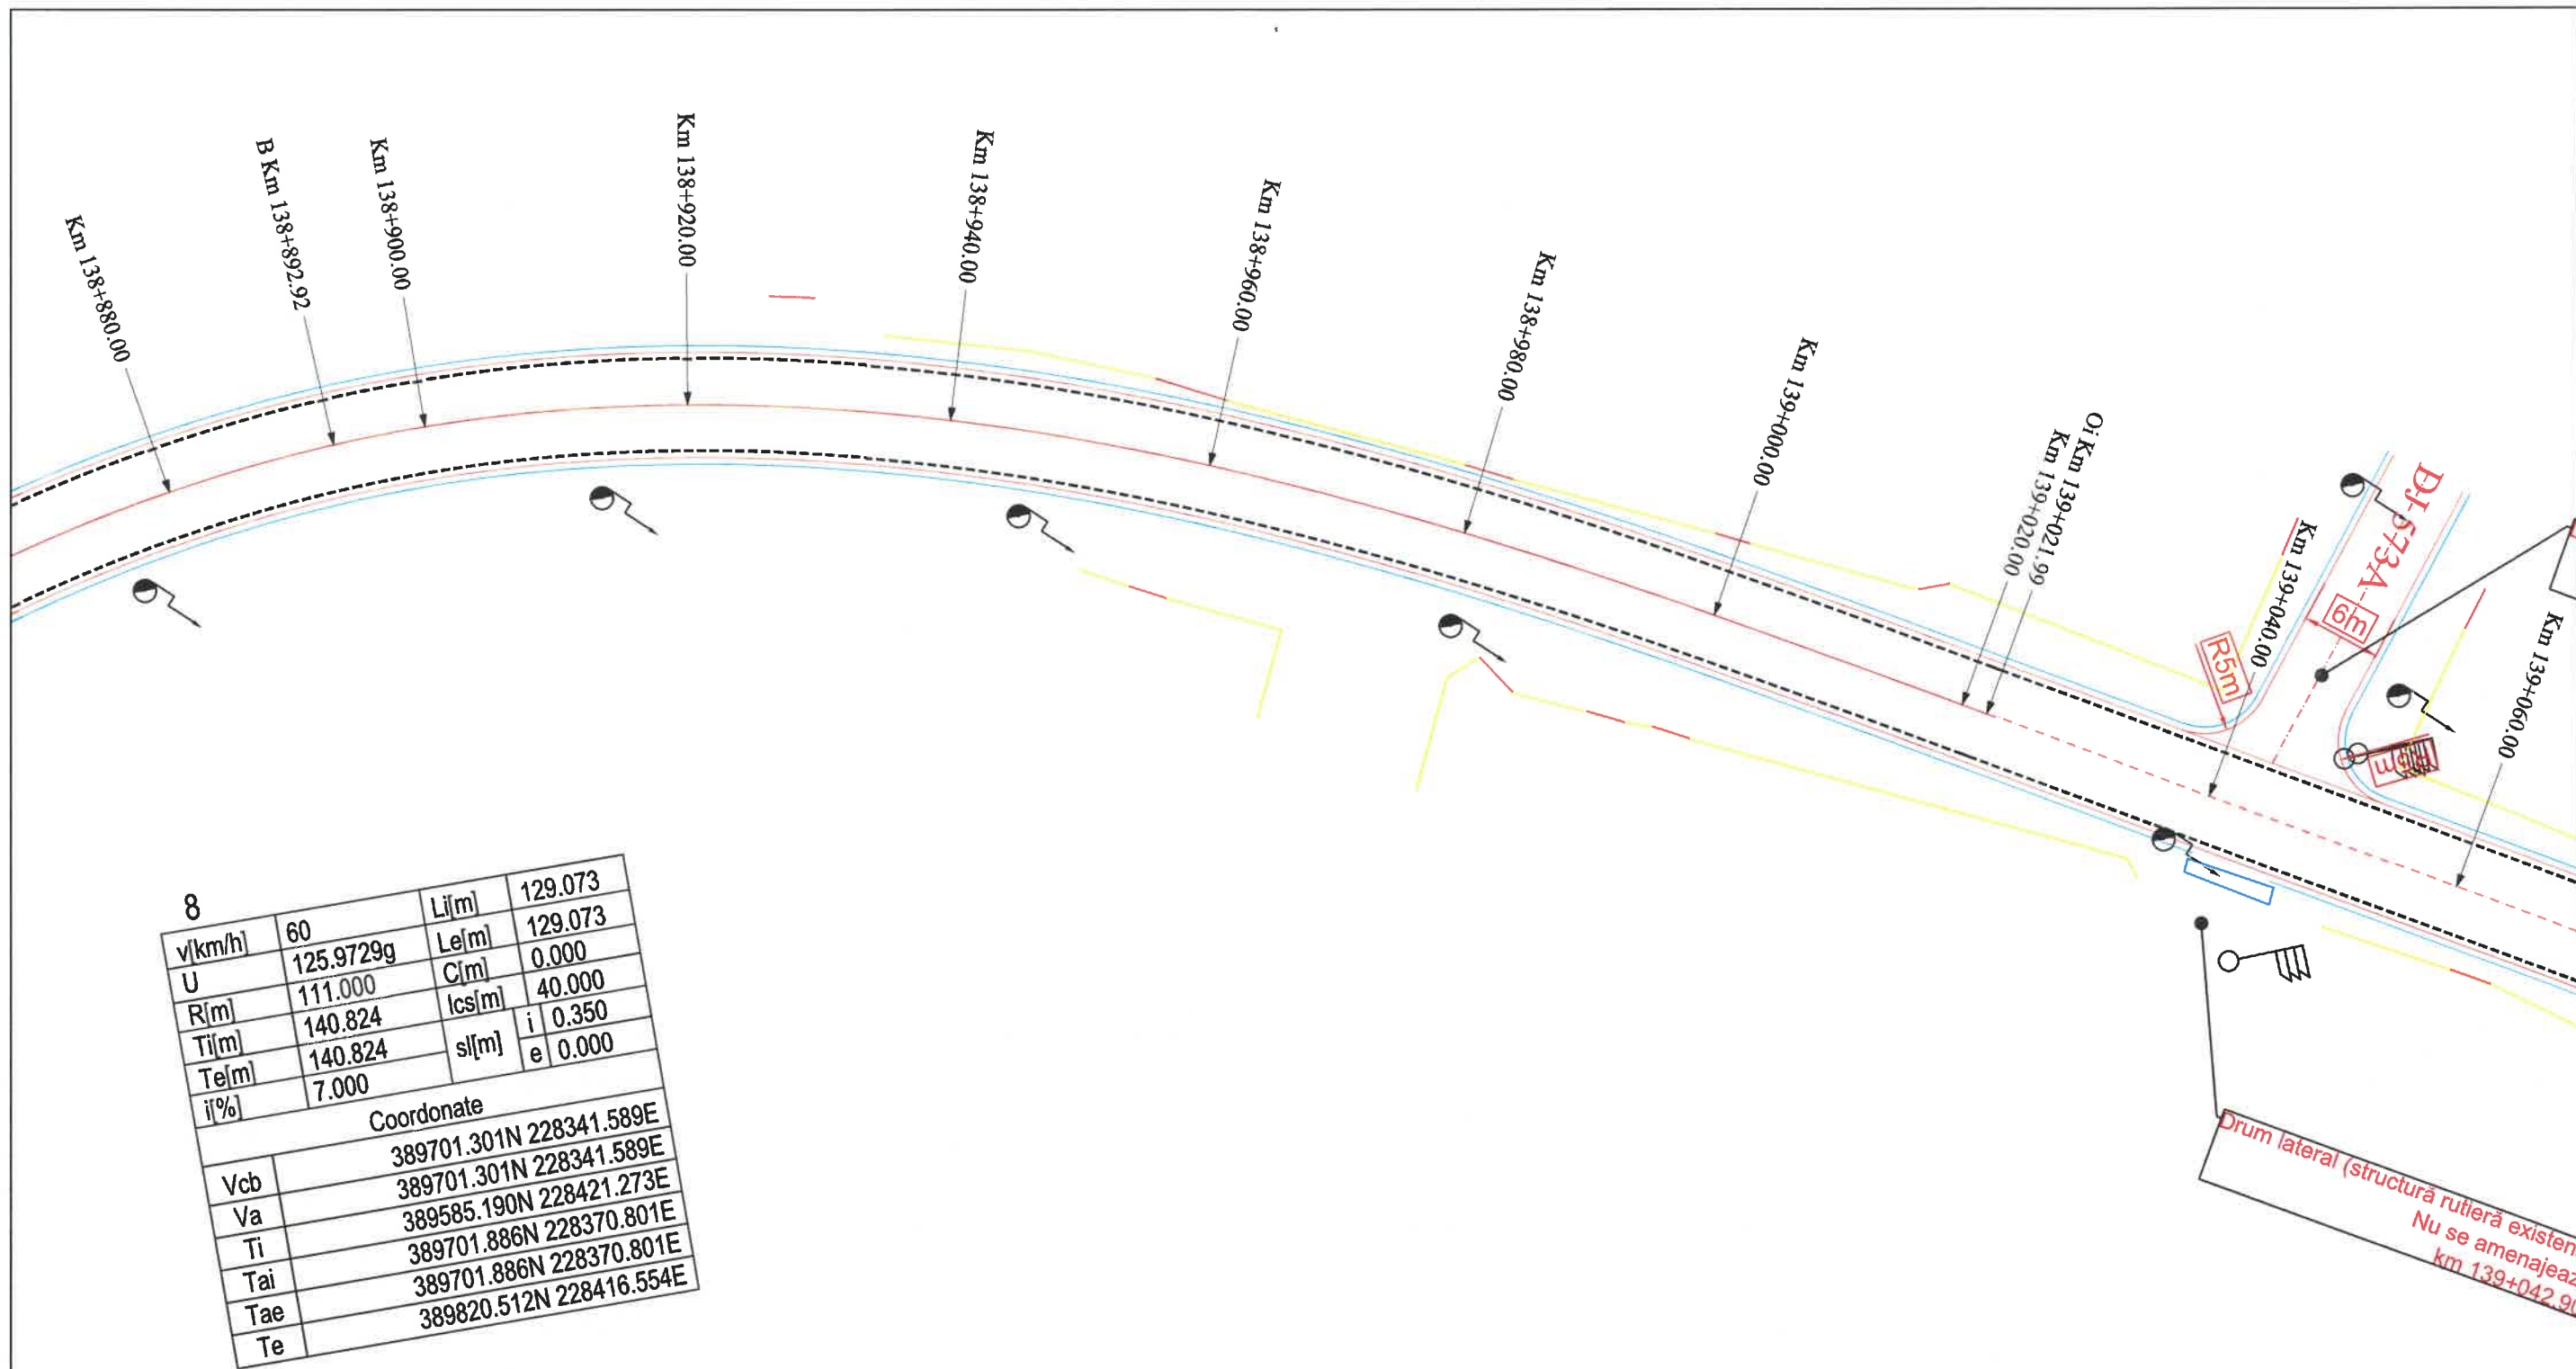 Km 138+880.00
B Km 138+892.92
Km 138+900.00
Km 138+920.00
Km 138+940.00
Km 138+960.00
Km 138+980.00
Km 139+000.00
Oi Km 139+021.99
Km 139+020.00
Km 139+040.00
Km 139+060.00
DJ 573A
6m
R5m
8
v[km/h] 60 Li[m] 129.073
U 125.9729g Le[m] 129.073
R[m] 111.000 C[m] 0.000
Ti[m] 140.824 lcs[m] 40.000
Te[m] 140.824 sl[m] i 0.350
i[%] 7.000 e 0.000
Coordonate
Vcb 389701.301N 228341.589E
Va 389701.301N 228341.589E
Ti 389585.190N 228421.273E
Tai 389701.886N 228370.801E
Tae 389701.886N 228370.801E
Te 389820.512N 228416.554E
Drum lateral (structură rutieră existen
Nu se amenajeaz
km 139+042.90